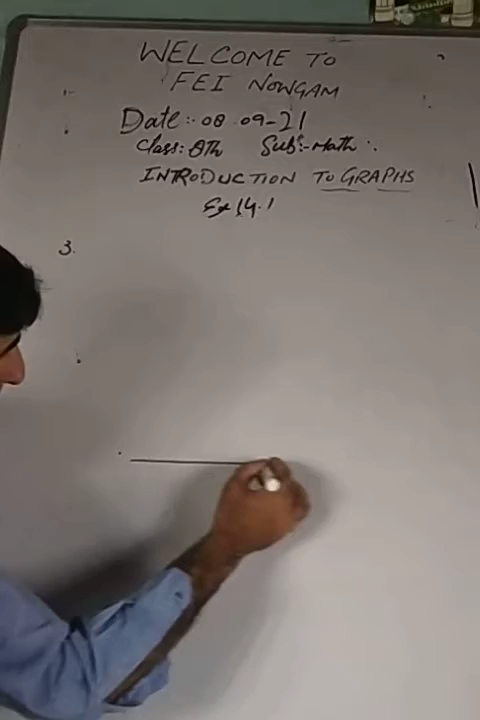 WELCOME TO
FEI NOWGAM
Date:- 08-09-21
Class: 8th Sub:- Math :.
INTRODUCTION TO GRAPHS
Ex 14.1
3.